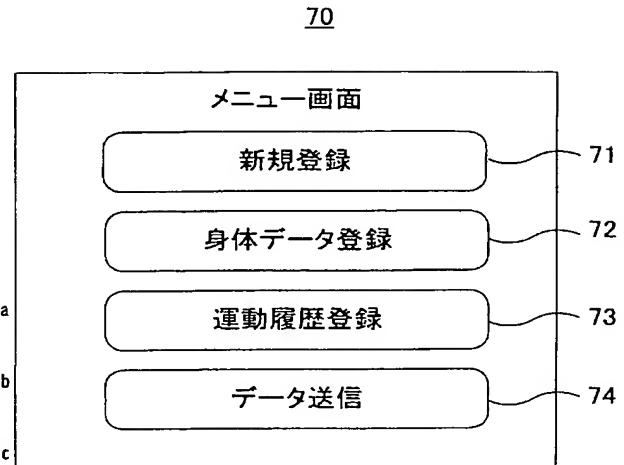 70
メニュー画面
新規登録 71
身体データ登録 72
a 運動履歴登録 73
b データ送信 74
c